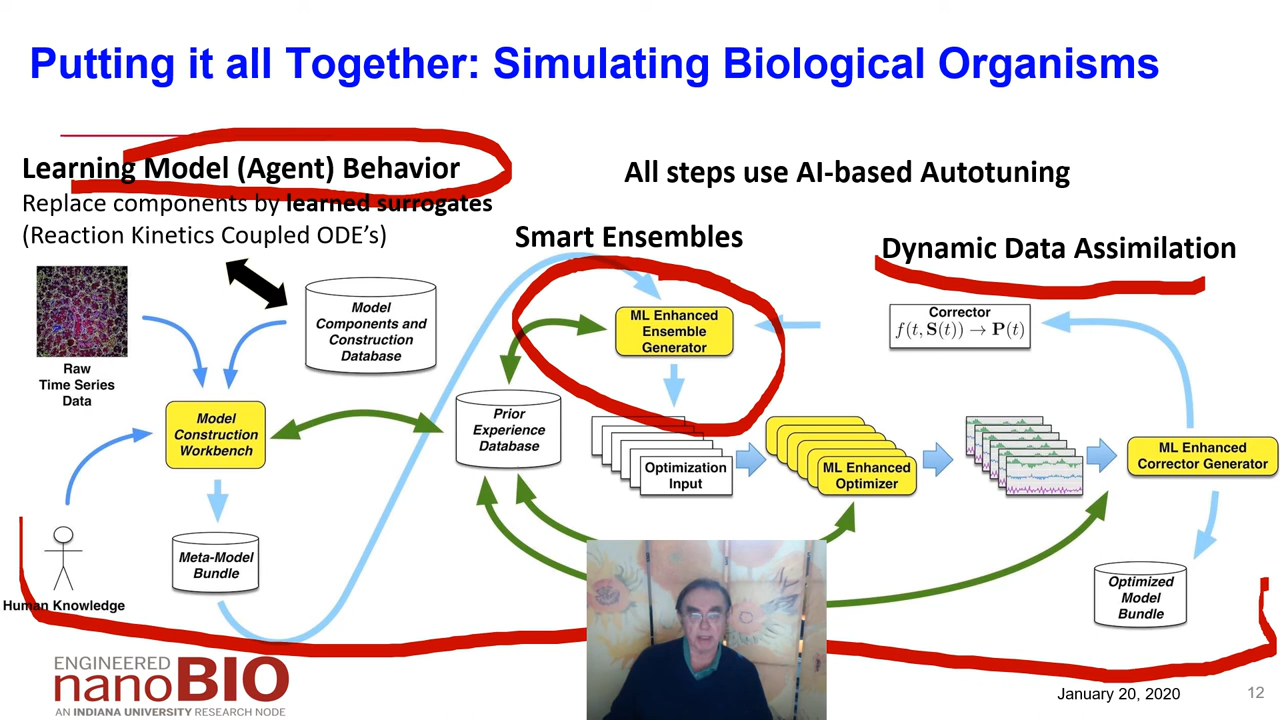 Putting it all Together: Simulating Biological Organisms
Learning Model (Agent) Behavior
Replace components by learned surrogates
(Reaction Kinetics Coupled ODE's)
All steps use AI-based Autotuning
Smart Ensembles
Dynamic Data Assimilation
Raw
Time Series
Data
Model
Components and
Construction
Database
Model
Construction
Workbench
Human Knowledge
Meta-Model
Bundle
Prior
Experience
Database
ML Enhanced
Ensemble
Generator
Optimization
Input
ML Enhanced
Optimizer
Corrector
f(t, S(t)) → P(t)
ML Enhanced
Corrector Generator
Optimized
Model
Bundle
ENGINEERED
nanoBIO
AN INDIANA UNIVERSITY RESEARCH NODE
January 20, 2020
12